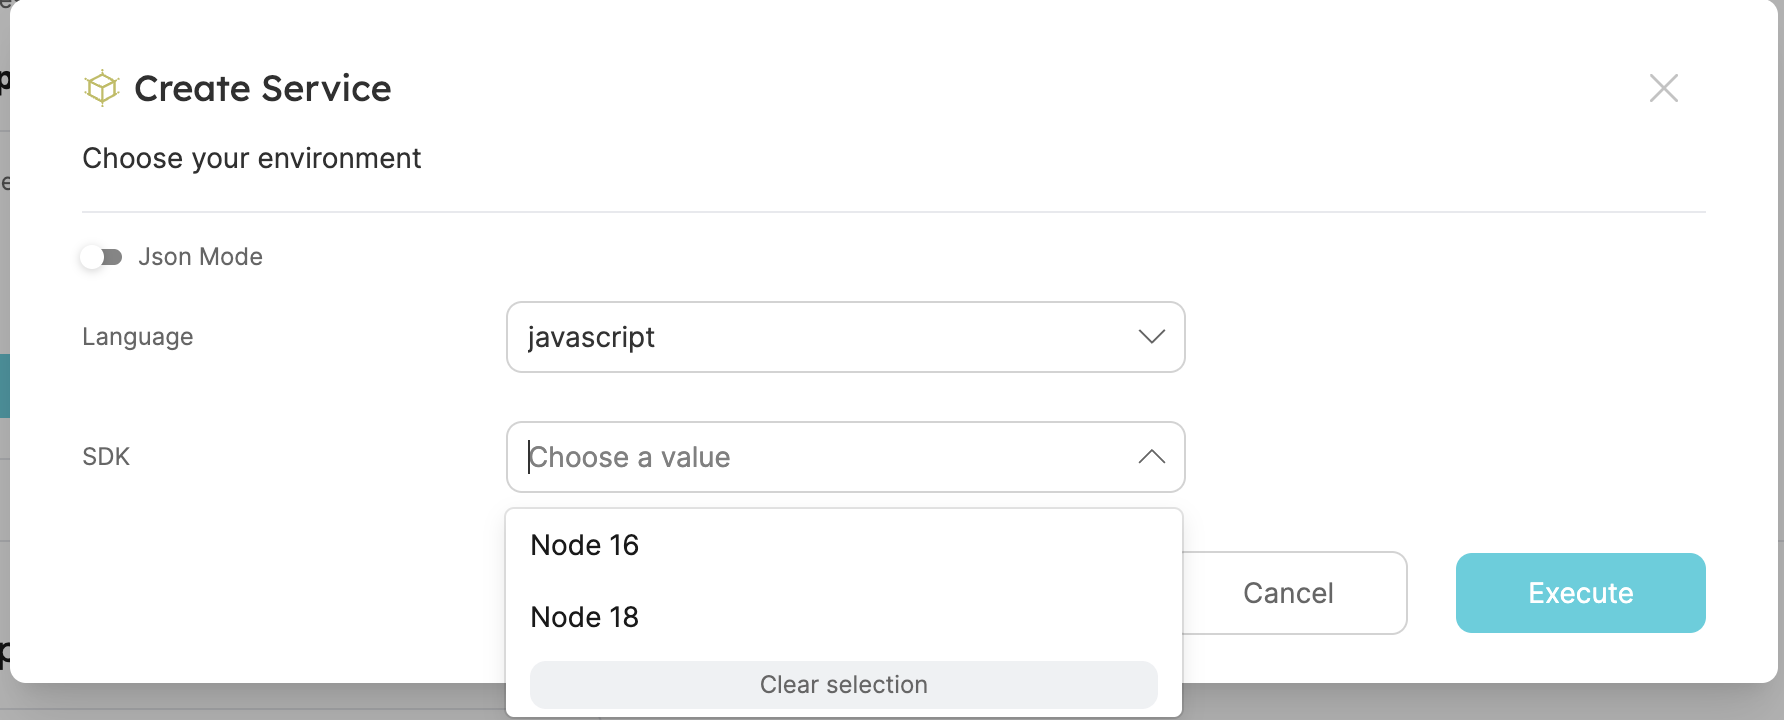 Create Service
Choose your environment
Json Mode
Language
javascript
SDK
Choose a value
Node 16
Node 18
Clear selection
Cancel
Execute